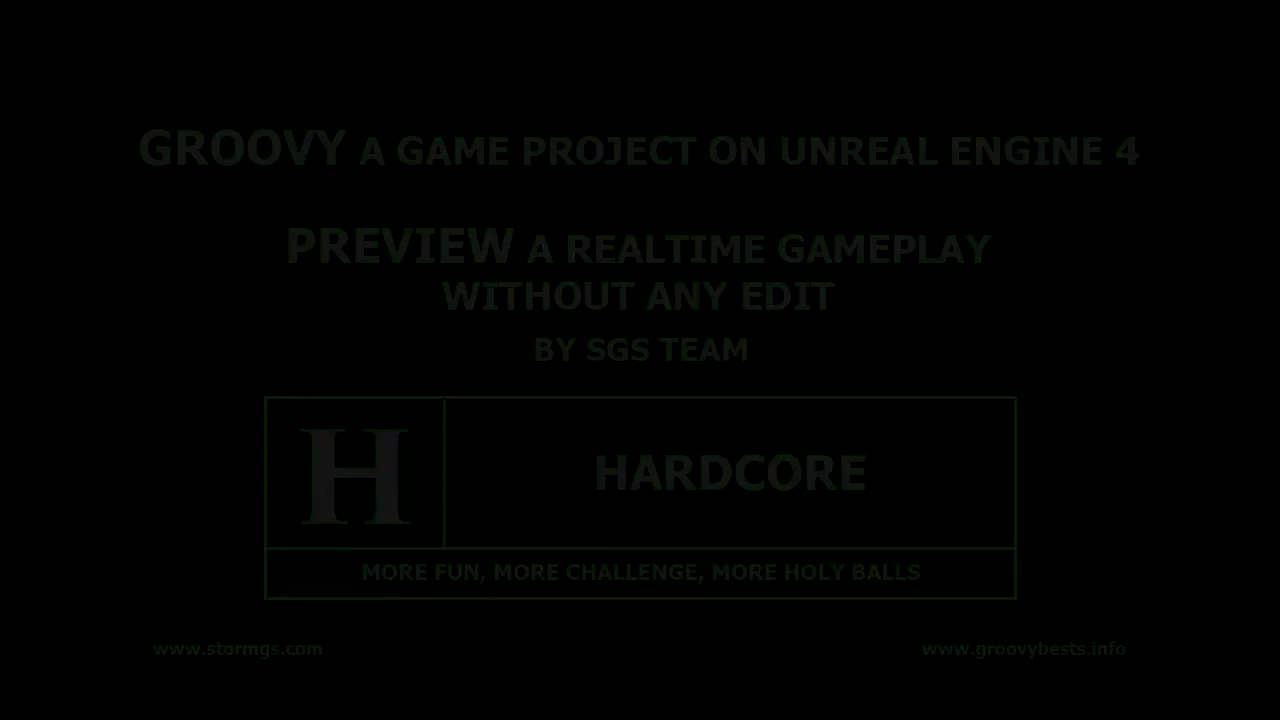 GROOVY A GAME PROJECT ON UNREAL ENGINE 4
PREVIEW A REALTIME GAMEPLAY
WITHOUT ANY EDIT
BY SGS TEAM
H
HARDCORE
MORE FUN, MORE CHALLENGE, MORE HOLY BALLS
www.stormgs.com
www.groovybests.info